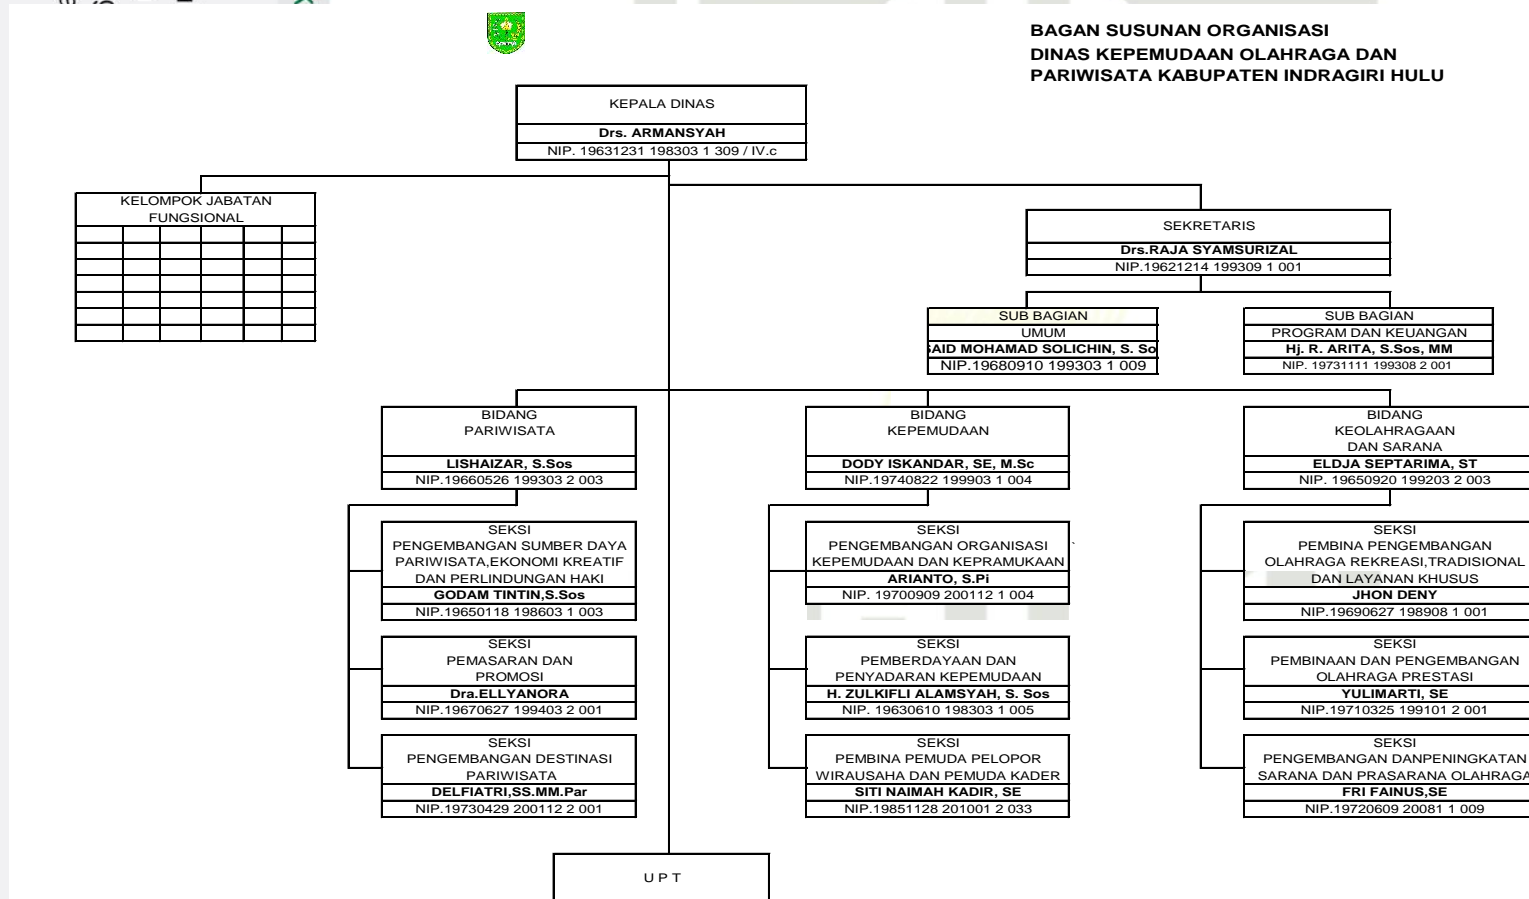 BAGAN SUSUNAN ORGANISASI
DINAS KEPEMUDAAN OLAHRAGA DAN
PARIWISATA KABUPATEN INDRAGIRI HULU
KEPALA DINAS
Drs. ARMANSYAH
NIP. 19631231 198303 1 309 / IV.c
KELOMPOK JABATAN
FUNGSIONAL
SEKRETARIS
Drs.RAJA SYAMSURIZAL
NIP.19621214 199309 1 001
SUB BAGIAN
UMUM
SAID MOHAMAD SOLICHIN, S. So
NIP.19680910 199303 1 009
SUB BAGIAN
PROGRAM DAN KEUANGAN
Hj. R. ARITA, S.Sos, MM
NIP. 19731111 199308 2 001
BIDANG
PARIWISATA
LISHAIZAR, S.Sos
NIP.19660526 199303 2 003
SEKSI
PENGEMBANGAN SUMBER DAYA
PARIWISATA,EKONOMI KREATIF
DAN PERLINDUNGAN HAKI
GODAM TINTIN,S.Sos
NIP.19650118 198603 1 003
SEKSI
PEMASARAN DAN
PROMOSI
Dra.ELLYANORA
NIP.19670627 199403 2 001
SEKSI
PENGEMBANGAN DESTINASI
PARIWISATA
DELFIATRI,SS.MM.Par
NIP.19730429 200112 2 001
BIDANG
KEPEMUDAAN
DODY ISKANDAR, SE, M.Sc
NIP.19740822 199903 1 004
SEKSI
PENGEMBANGAN ORGANISASI
KEPEMUDAAN DAN KEPRAMUKAAN
ARIANTO, S.Pi
NIP. 19700909 200112 1 004
SEKSI
PEMBERDAYAAN DAN
PENYADARAN KEPEMUDAAN
H. ZULKIFLI ALAMSYAH, S. Sos
NIP. 19630610 198303 1 005
SEKSI
PEMBINA PEMUDA PELOPOR
WIRAUSAHA DAN PEMUDA KADER
SITI NAIMAH KADIR, SE
NIP.19851128 201001 2 033
BIDANG
KEOLAHRAGAAN
DAN SARANA
ELDJA SEPTARIMA, ST
NIP. 19650920 199203 2 003
SEKSI
PEMBINA PENGEMBANGAN
OLAHRAGA REKREASI,TRADISIONAL
DAN LAYANAN KHUSUS
JHON DENY
NIP.19690627 198908 1 001
SEKSI
PEMBINAAN DAN PENGEMBANGAN
OLAHRAGA PRESTASI
YULIMARTI, SE
NIP.19710325 199101 2 001
SEKSI
PENGEMBANGAN DANPENINGKATAN
SARANA DAN PRASARANA OLAHRAGA
FRI FAINUS,SE
NIP.19720609 20081 1 009
U P T